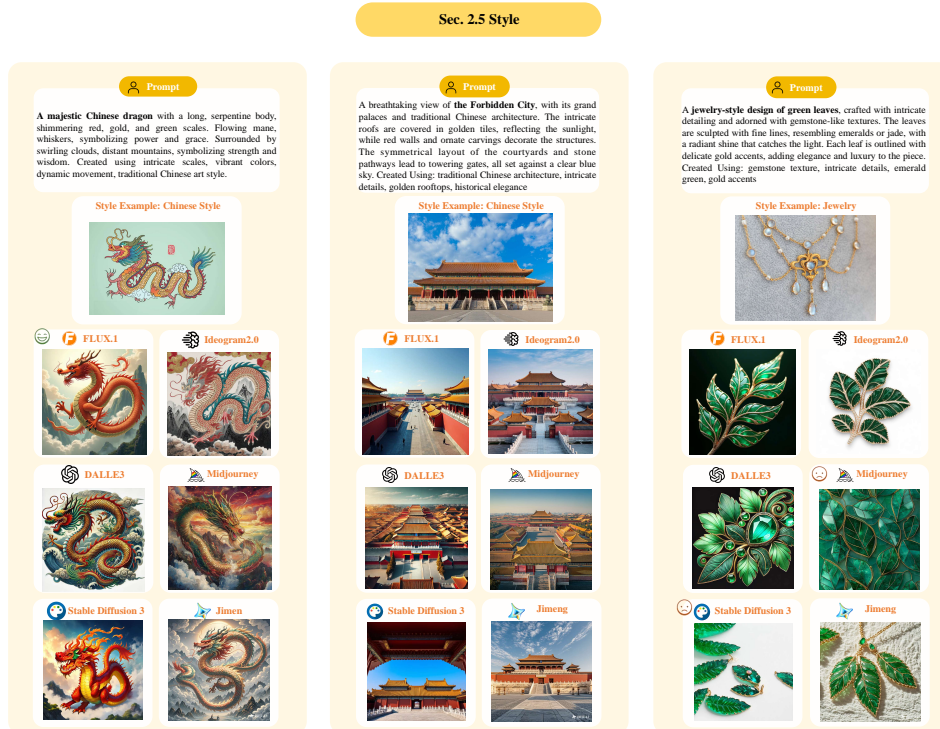 Sec. 2.5 Style
Prompt
A majestic Chinese dragon with a long, serpentine body,
shimmering red, gold, and green scales. Flowing mane,
whiskers, symbolizing power and grace. Surrounded by
swirling clouds, distant mountains, symbolizing strength and
wisdom. Created using intricate scales, vibrant colors,
dynamic movement, traditional Chinese art style.
Style Example: Chinese Style
FLUX.1
Ideogram2.0
DALLE3
Midjourney
Stable Diffusion 3
Jimen
Prompt
A breathtaking view of the Forbidden City, with its grand
palaces and traditional Chinese architecture. The intricate
roofs are covered in golden tiles, reflecting the sunlight,
while red walls and ornate carvings decorate the structures.
The symmetrical layout of the courtyards and stone
pathways lead to towering gates, all set against a clear blue
sky. Created Using: traditional Chinese architecture, intricate
details, golden rooftops, historical elegance
Style Example: Chinese Style
FLUX.1
Ideogram2.0
DALLE3
Midjourney
Stable Diffusion 3
Jimeng
Prompt
A jewelry-style design of green leaves, crafted with intricate
detailing and adorned with gemstone-like textures. The leaves
are sculpted with fine lines, resembling emeralds or jade, with
a radiant shine that catches the light. Each leaf is outlined with
delicate gold accents, adding elegance and luxury to the piece.
Created Using: gemstone texture, intricate details, emerald
green, gold accents
Style Example: Jewelry
FLUX.1
Ideogram2.0
DALLE3
Midjourney
Stable Diffusion 3
Jimeng